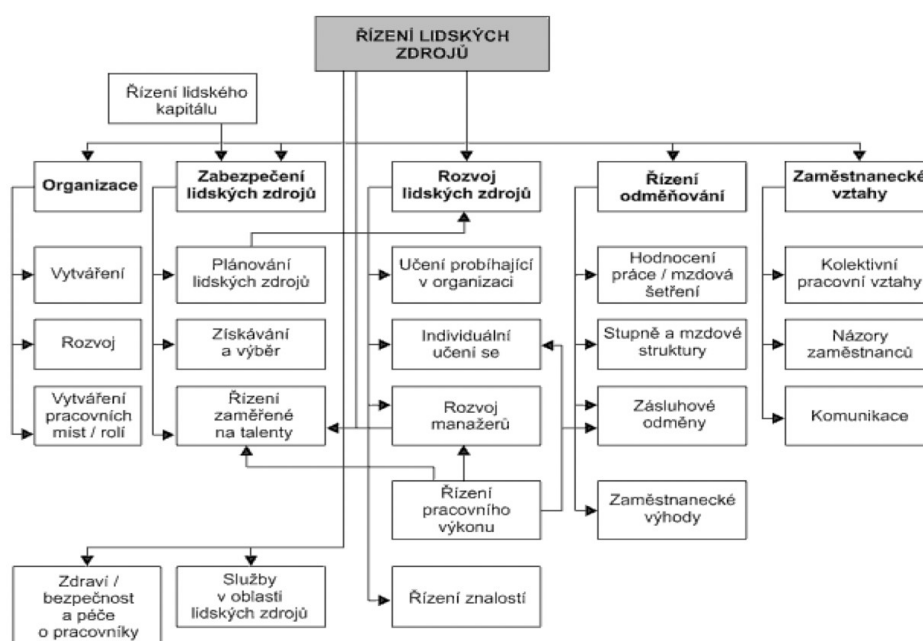 ŘÍZENÍ LIDSKÝCH
ZDROJŮ
Řízení lidského
kapitálu
Organizace
Zabezpečení
lidských zdrojů
Rozvoj
lidských zdrojů
Řízení
odměňování
Zaměstnanecké
vztahy
Vytváření
Plánování
lidských zdrojů
Učení probíhající
v organizaci
Hodnocení
práce / mzdová
šetření
Kolektivní
pracovní vztahy
Rozvoj
Získávání
a výběr
Individuální
učení se
Stupně a mzdové
struktury
Názory
zaměstnanců
Vytváření
pracovních
míst / rolí
Řízení
zaměřené
na talenty
Rozvoj
manažerů
Zásluhové
odměny
Komunikace
Řízení
pracovního
výkonu
Zaměstnanecké
výhody
Zdraví /
bezpečnost
a péče
o pracovníky
Služby
v oblasti
lidských zdrojů
Řízení znalostí